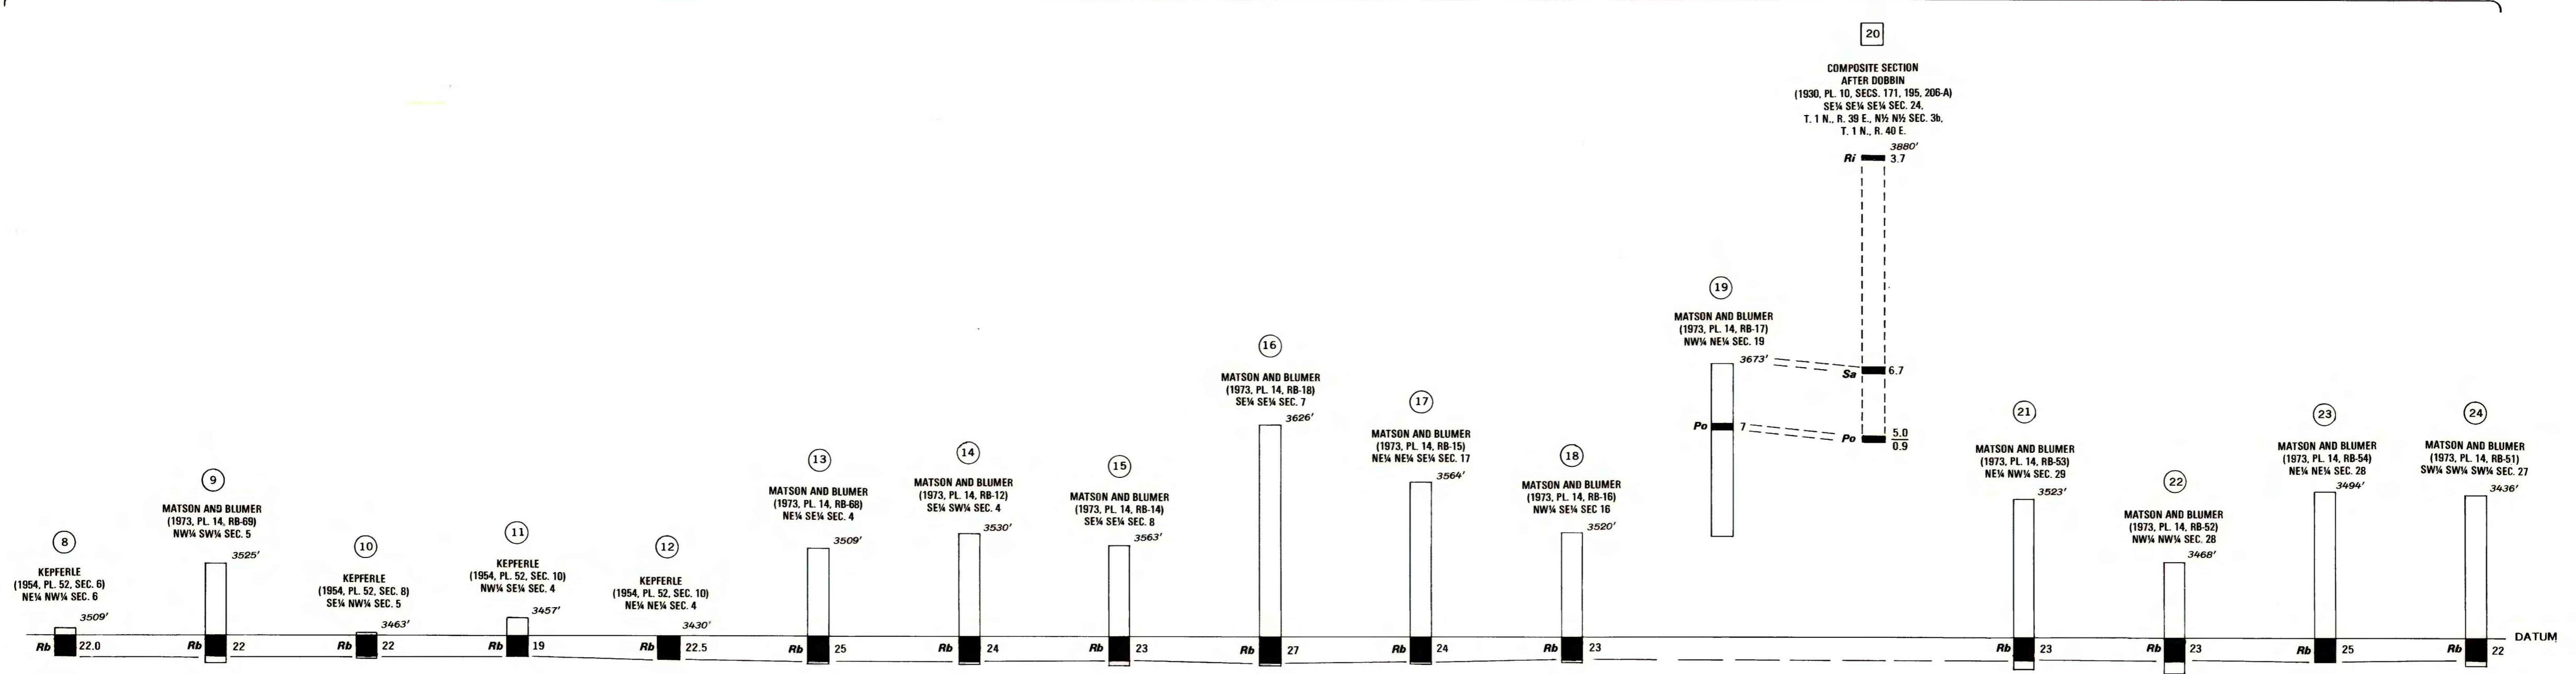 8
KEPFERLE
(1954, PL. 52, SEC. 6)
NE¼ NW¼ SEC. 6
3509'
Rb
22.0
9
MATSON AND BLUMER
(1973, PL. 14, RB-69)
NW¼ SW¼ SEC. 5
3525'
Rb
22
10
KEPFERLE
(1954, PL. 52, SEC. 8)
SE¼ NW¼ SEC. 5
3463'
Rb
22
11
KEPFERLE
(1954, PL. 52, SEC. 10)
NW¼ SE¼ SEC. 4
3457'
Rb
19
12
KEPFERLE
(1954, PL. 52, SEC. 10)
NE¼ NE¼ SEC. 4
3430'
Rb
22.5
13
MATSON AND BLUMER
(1973, PL. 14, RB-68)
NE¼ SE¼ SEC. 4
3509'
Rb
25
14
MATSON AND BLUMER
(1973, PL. 14, RB-12)
SE¼ SW¼ SEC. 4
3530'
Rb
24
15
MATSON AND BLUMER
(1973, PL. 14, RB-14)
SE¼ SE¼ SEC. 8
3563'
Rb
23
16
MATSON AND BLUMER
(1973, PL. 14, RB-18)
SE¼ SE¼ SEC. 7
3626'
Rb
27
17
MATSON AND BLUMER
(1973, PL. 14, RB-15)
NE¼ NE¼ SE¼ SEC. 17
3564'
Rb
24
18
MATSON AND BLUMER
(1973, PL. 14, RB-16)
NW¼ SE¼ SEC 16
3520'
Rb
23
19
MATSON AND BLUMER
(1973, PL. 14, RB-17)
NW¼ NE¼ SEC. 19
3673'
Po
7
20
COMPOSITE SECTION
AFTER DOBBIN
(1930, PL. 10, SECS. 171, 195, 206-A)
SE¼ SE¼ SE¼ SEC. 24,
T. 1 N., R. 39 E., N½ N½ SEC. 3b,
T. 1 N., R. 40 E.
3880'
Ri
3.7
Sa
6.7
Po
5.0
0.9
21
MATSON AND BLUMER
(1973, PL. 14, RB-53)
NE¼ NW¼ SEC. 29
3523'
Rb
23
22
MATSON AND BLUMER
(1973, PL. 14, RB-52)
NW¼ NW¼ SEC. 28
3468'
Rb
23
23
MATSON AND BLUMER
(1973, PL. 14, RB-54)
NE¼ NE¼ SEC. 28
3494'
Rb
25
24
MATSON AND BLUMER
(1973, PL. 14, RB-51)
SW¼ SW¼ SW¼ SEC. 27
3436'
Rb
22
DATUM